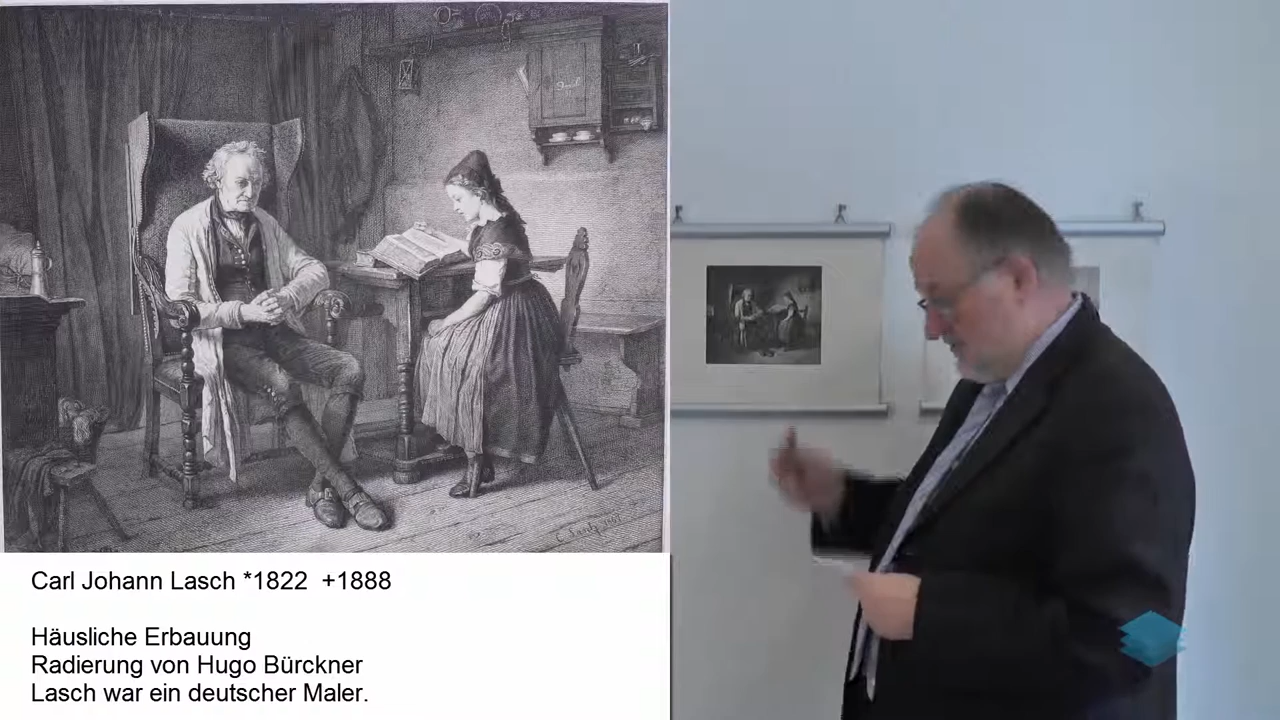 Carl Johann Lasch *1822 +1888
Häusliche Erbauung
Radierung von Hugo Bürckner
Lasch war ein deutscher Maler.